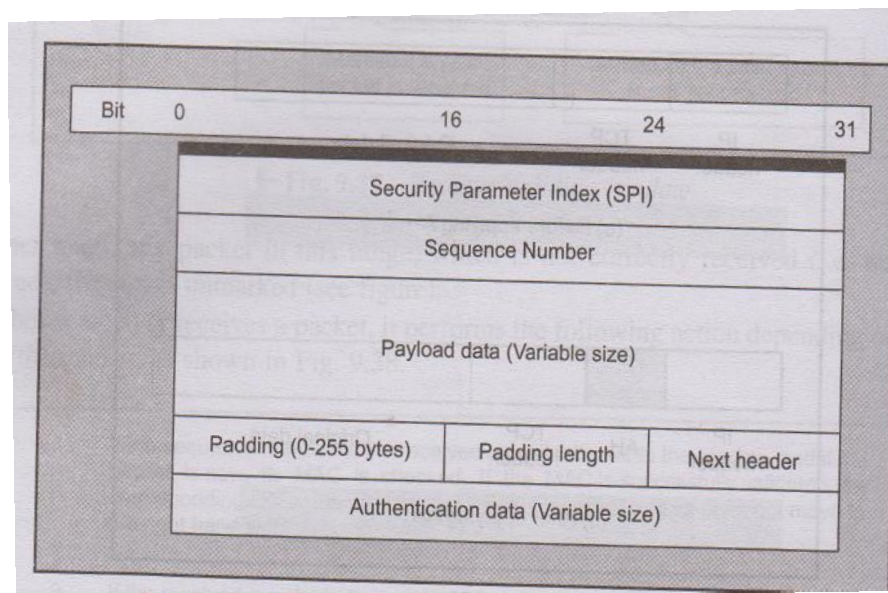 Bit 0 16 24 31
Security Parameter Index (SPI)
Sequence Number
Payload data (Variable size)
Padding (0-255 bytes) Padding length Next header
Authentication data (Variable size)